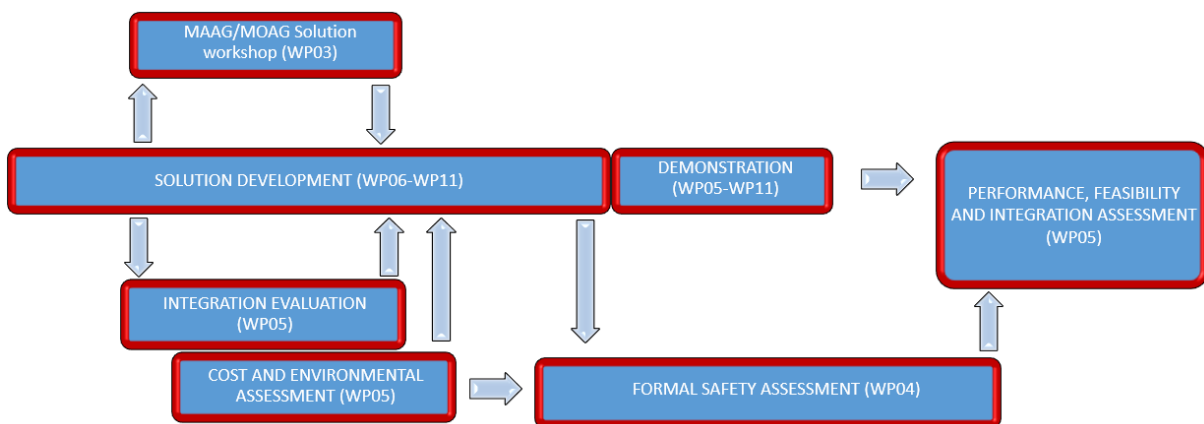 MAAG/MOAG Solution
workshop (WP03)
SOLUTION DEVELOPMENT (WP06-WP11)
DEMONSTRATION
(WP05-WP11)
PERFORMANCE, FEASIBILITY
AND INTEGRATION ASSESSMENT
(WP05)
INTEGRATION EVALUATION
(WP05)
COST AND ENVIRONMENTAL
ASSESSMENT (WP05)
FORMAL SAFETY ASSESSMENT (WP04)